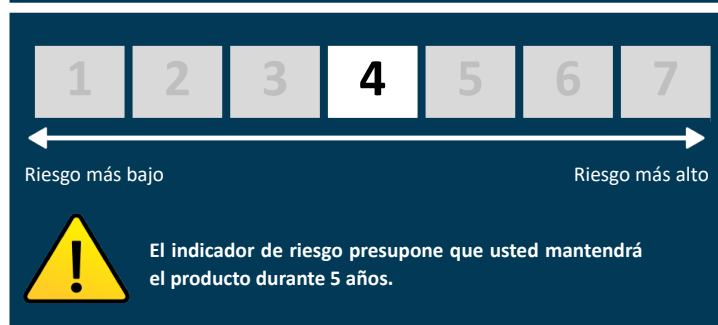 1 2 3 4 5 6 7
Riesgo más bajo Riesgo más alto
El indicador de riesgo presupone que usted mantendrá
el producto durante 5 años.